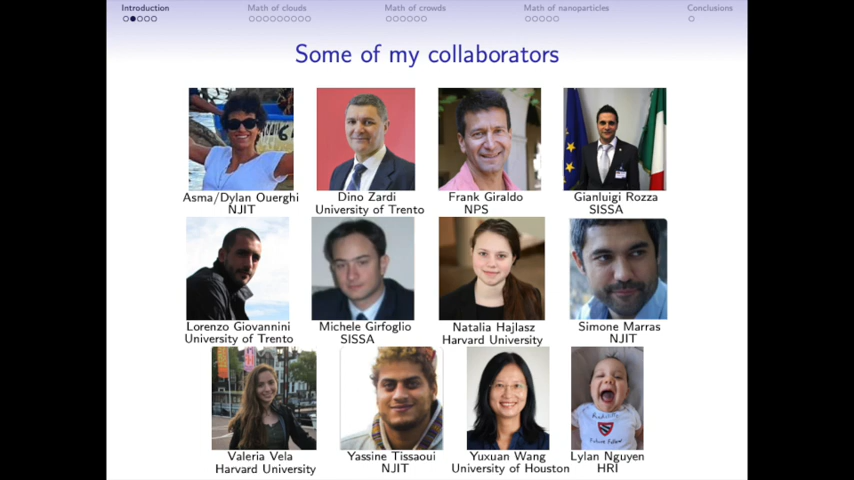 Introduction
Math of clouds
Math of crowds
Math of nanoparticles
Conclusions
Some of my collaborators
Asma/Dylan Ouerghi
NJIT
Dino Zardi
University of Trento
Frank Giraldo
NPS
Gianluigi Rozza
SISSA
Lorenzo Giovannini
University of Trento
Michele Girfoglio
SISSA
Natalia Hajlasz
Harvard University
Simone Marras
NJIT
Valeria Vela
Harvard University
Yassine Tissaoui
NJIT
Yuxuan Wang
University of Houston
Lylan Nguyen
HRI
Radcliffe
Future Fellow